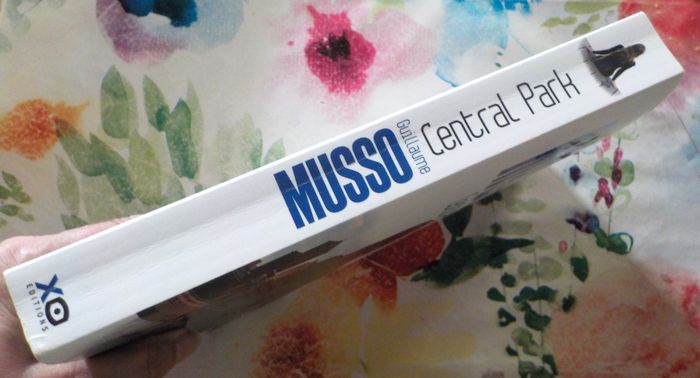 XO
EDITIONS
MUSSO
Guillaume
Central Park